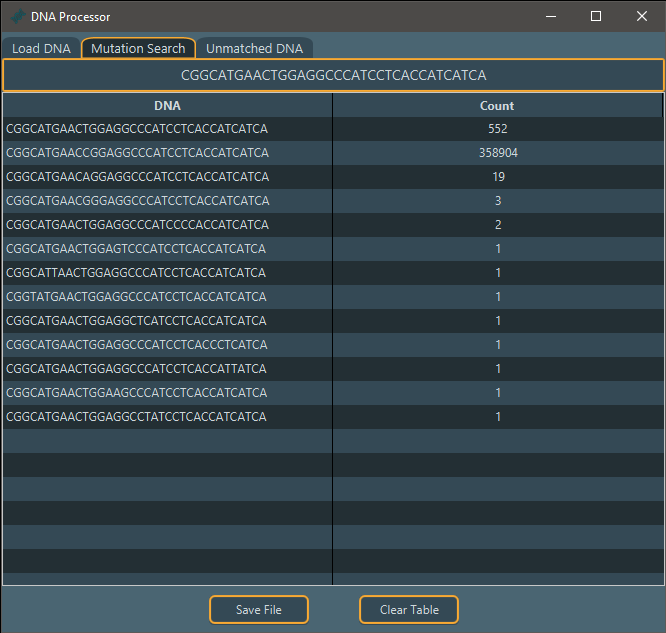 DNA Processor
Load DNA Mutation Search Unmatched DNA
CGGCATGAACTGGAGGCCCATCCTCACCATCATCA
DNA Count
CGGCATGAACTGGAGGCCCATCCTCACCATCATCA 552
CGGCATGAACCGGAGGCCCATCCTCACCATCATCA 358904
CGGCATGAACAGGAGGCCCATCCTCACCATCATCA 19
CGGCATGAACGGGAGGCCCATCCTCACCATCATCA 3
CGGCATGAACTGGAGGCCCATCCCCACCATCATCA 2
CGGCATGAACTGGAGTCCCATCCTCACCATCATCA 1
CGGCATTAACTGGAGGCCCATCCTCACCATCATCA 1
CGGTATGAACTGGAGGCCCATCCTCACCATCATCA 1
CGGCATGAACTGGAGGCTCATCCTCACCATCATCA 1
CGGCATGAACTGGAGGCCCATCCTCACCCTCATCA 1
CGGCATGAACTGGAGGCCCATCCTCACCATTATCA 1
CGGCATGAACTGGAAGCCCATCCTCACCATCATCA 1
CGGCATGAACTGGAGGCCTATCCTCACCATCATCA 1
Save File Clear Table